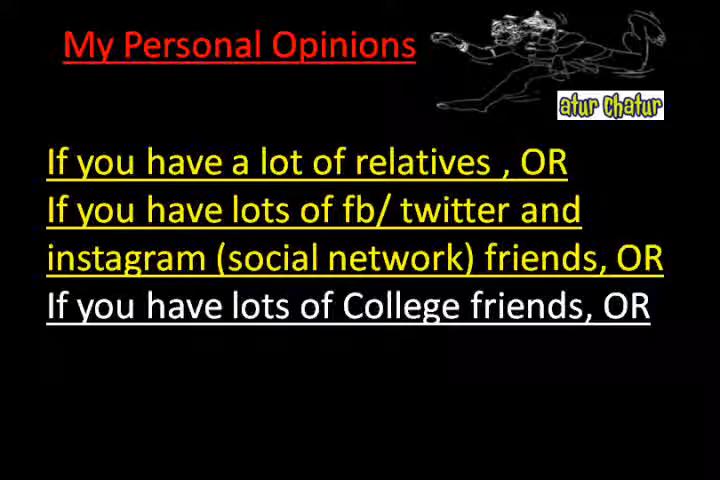 My Personal Opinions
atur chatur
If you have a lot of relatives , OR
If you have lots of fb/ twitter and
instagram (social network) friends, OR
If you have lots of College friends, OR